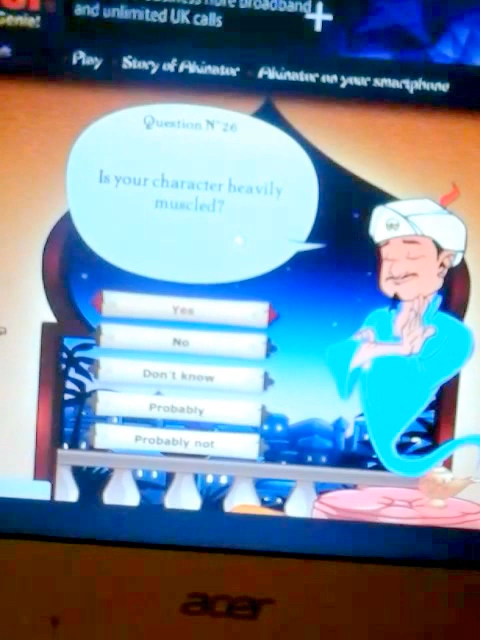 Genie!
and unlimited UK calls
Play
Story of Akinator
Akinator on your smartphone
Question N°26
Is your character heavily
muscled?
Yes
No
Don't know
Probably
Probably not
acer